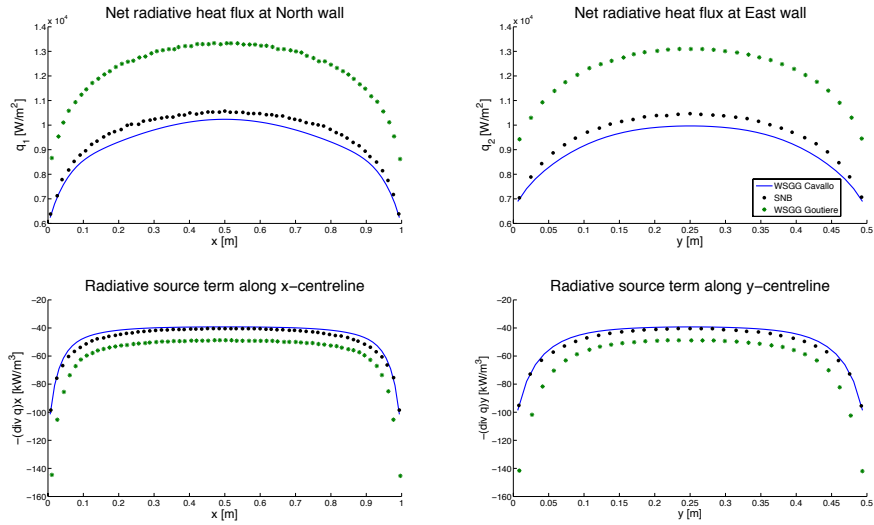 Net radiative heat flux at North wall
x 10⁴
1.4
1.3
1.2
1.1
1
0.9
0.8
0.7
0.6
q₁ [W/m²]
0 0.1 0.2 0.3 0.4 0.5 0.6 0.7 0.8 0.9 1
x [m]
Net radiative heat flux at East wall
x 10⁴
1.4
1.3
1.2
1.1
1
0.9
0.8
0.7
0.6
q₂ [W/m²]
WSGG Cavallo
SNB
WSGG Goutiere
0 0.05 0.1 0.15 0.2 0.25 0.3 0.35 0.4 0.45 0.5
y [m]
Radiative source term along x−centreline
−20
−40
−60
−80
−100
−120
−140
−160
−(div q)x [kW/m³]
0 0.1 0.2 0.3 0.4 0.5 0.6 0.7 0.8 0.9 1
x [m]
Radiative source term along y−centreline
−20
−40
−60
−80
−100
−120
−140
−160
−(div q)y [kW/m³]
0 0.05 0.1 0.15 0.2 0.25 0.3 0.35 0.4 0.45 0.5
y [m]